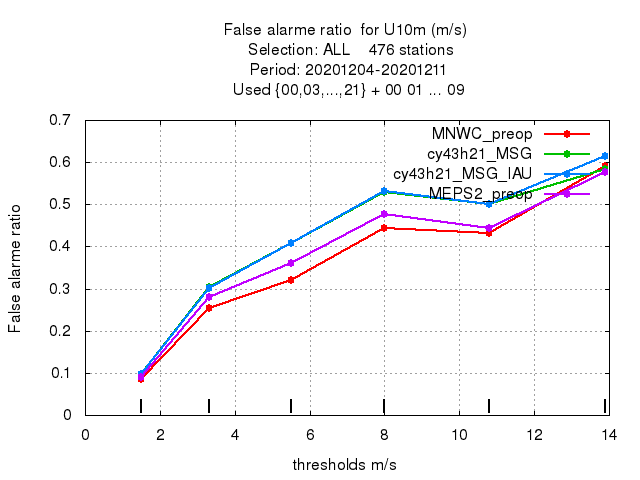 False alarme ratio  for U10m (m/s)
Selection: ALL    476 stations
Period: 20201204-20201211
Used {00,03,...,21} + 00 01 ... 09
MNWC_preop
cy43h21_MSG
cy43h21_MSG_IAU
MEPS2_preop
False alarme ratio
0.7
0.6
0.5
0.4
0.3
0.2
0.1
0
0 2 4 6 8 10 12 14
thresholds m/s